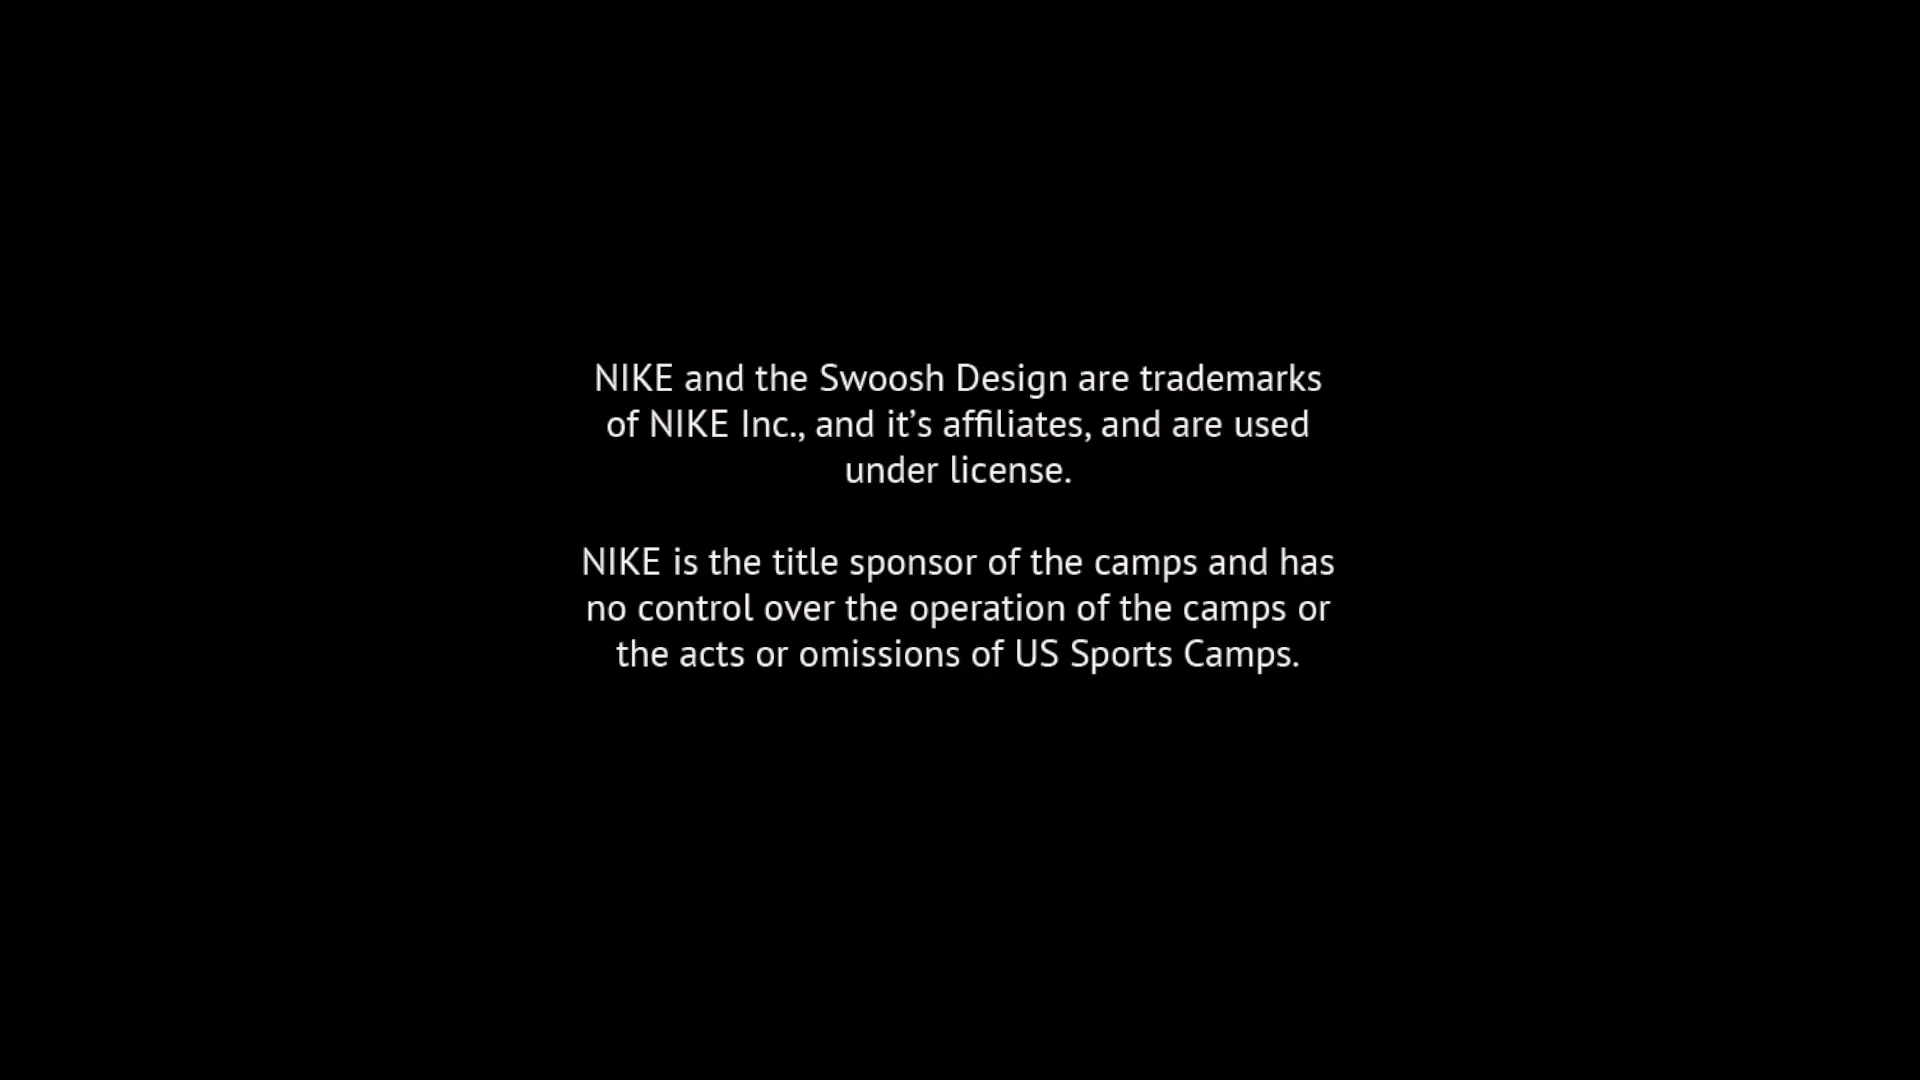 NIKE and the Swoosh Design are trademarks
of NIKE Inc., and it’s affiliates, and are used
under license.
NIKE is the title sponsor of the camps and has
no control over the operation of the camps or
the acts or omissions of US Sports Camps.